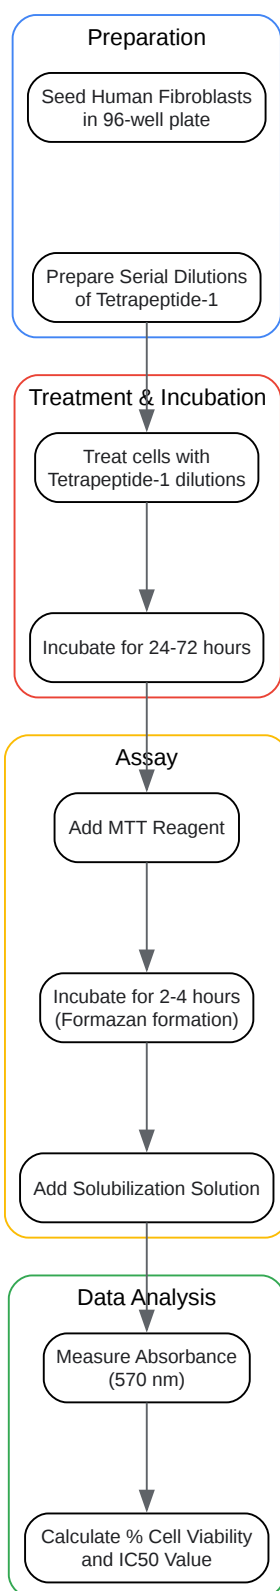 Preparation
Seed Human Fibroblasts
in 96-well plate
Prepare Serial Dilutions
of Tetrapeptide-1
Treatment & Incubation
Treat cells with
Tetrapeptide-1 dilutions
Incubate for 24-72 hours
Assay
Add MTT Reagent
Incubate for 2-4 hours
(Formazan formation)
Add Solubilization Solution
Data Analysis
Measure Absorbance
(570 nm)
Calculate % Cell Viability
and IC50 Value